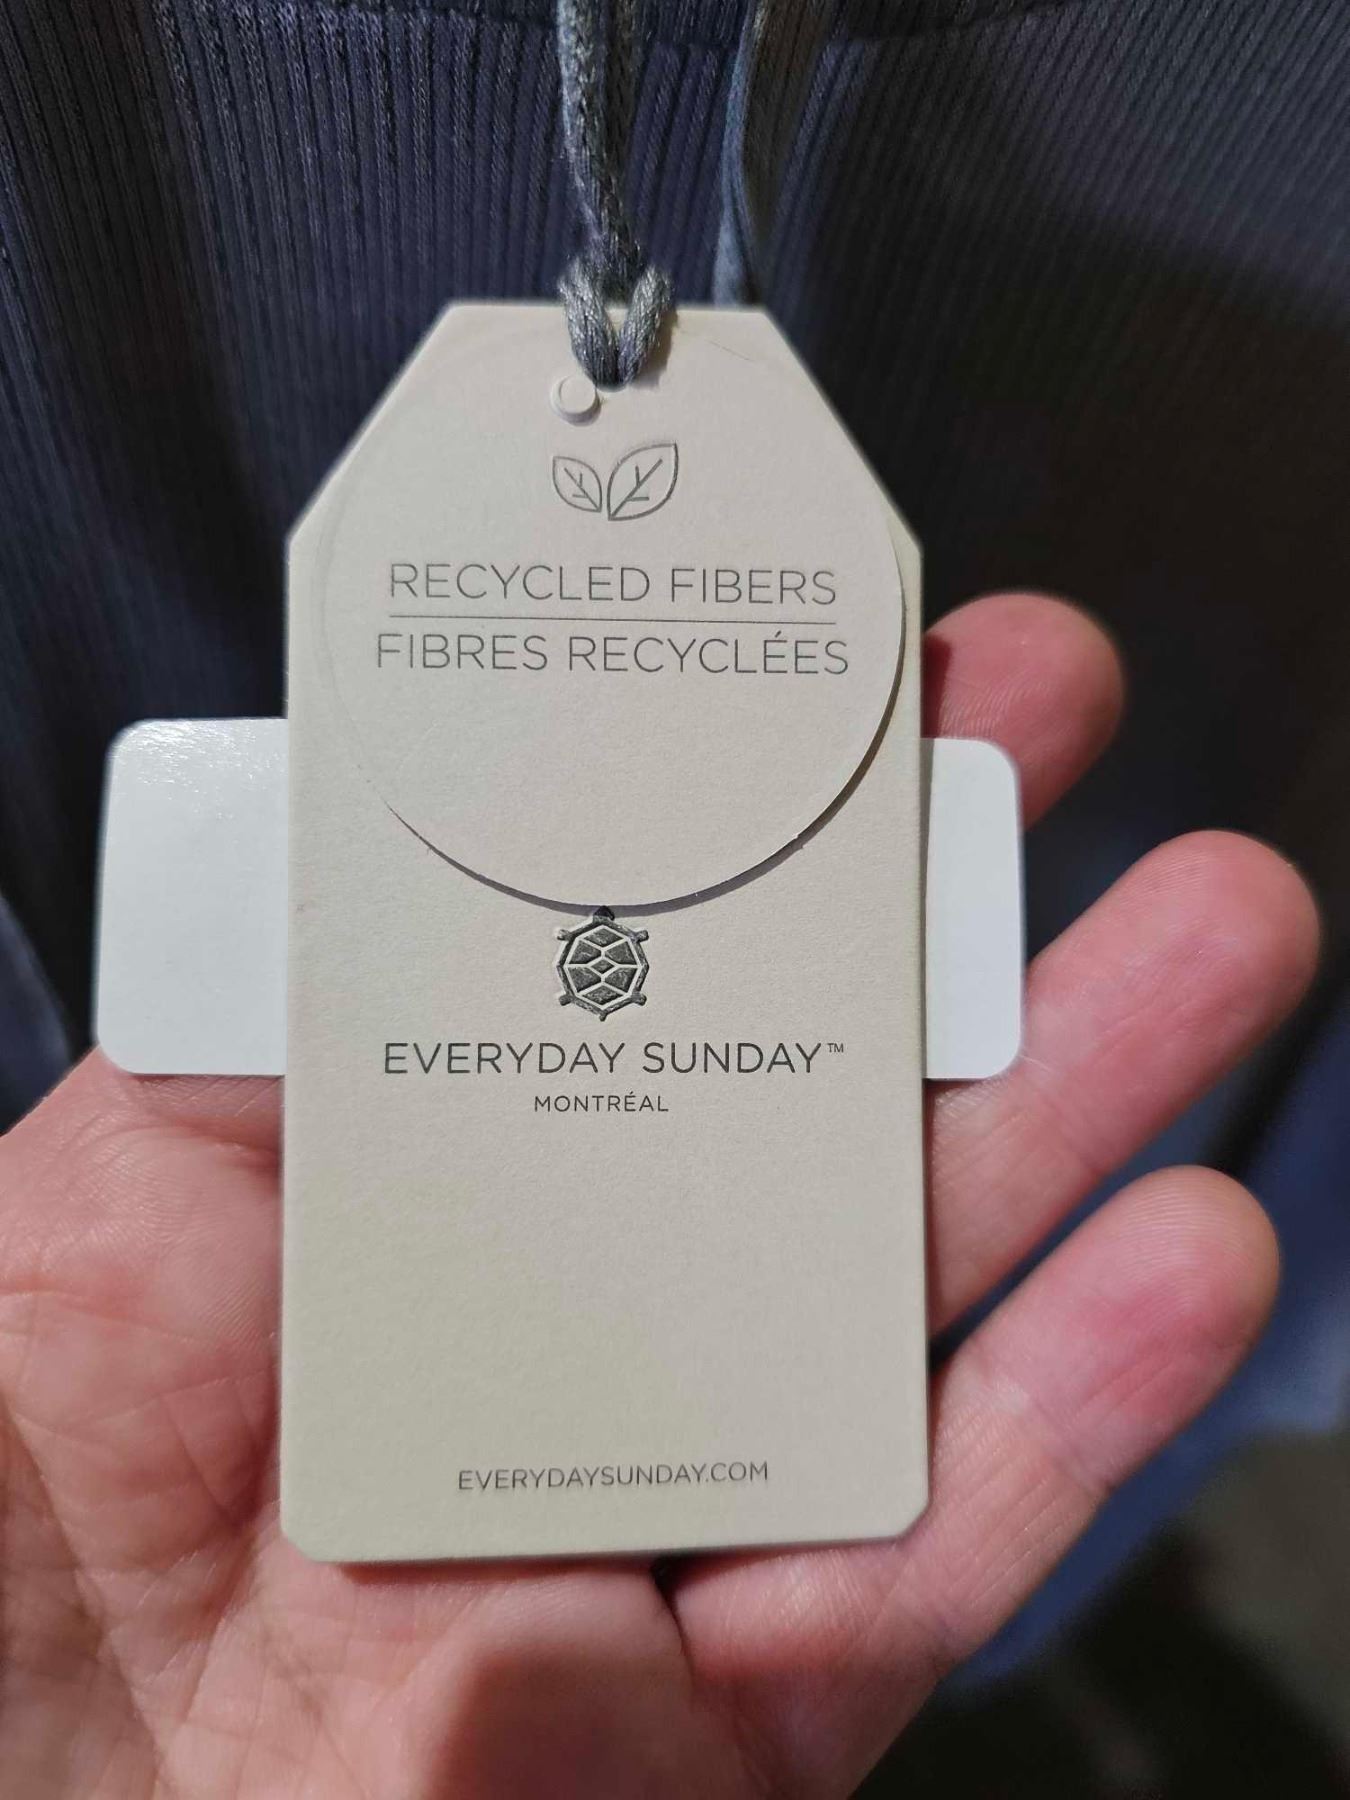 RECYCLED FIBERS
FIBRES RECYCLÉES
EVERYDAY SUNDAY™
MONTRÉAL
EVERYDAYSUNDAY.COM